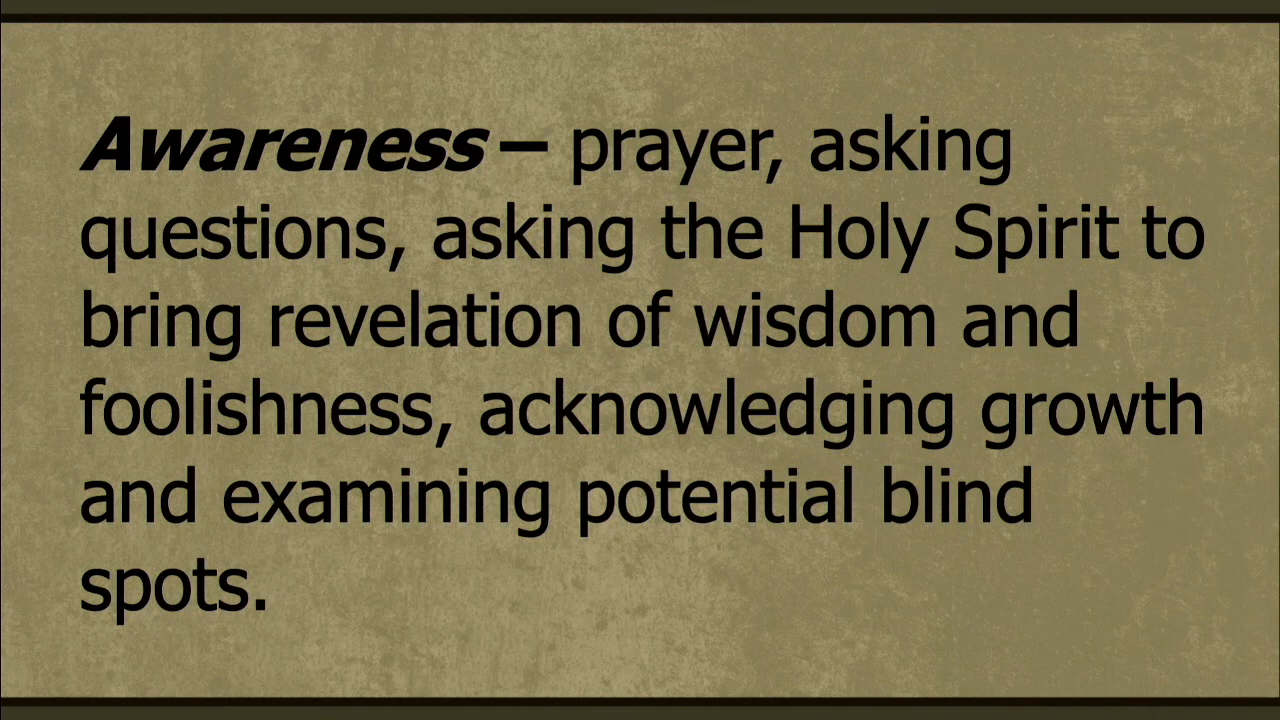 Awareness – prayer, asking
questions, asking the Holy Spirit to
bring revelation of wisdom and
foolishness, acknowledging growth
and examining potential blind
spots.